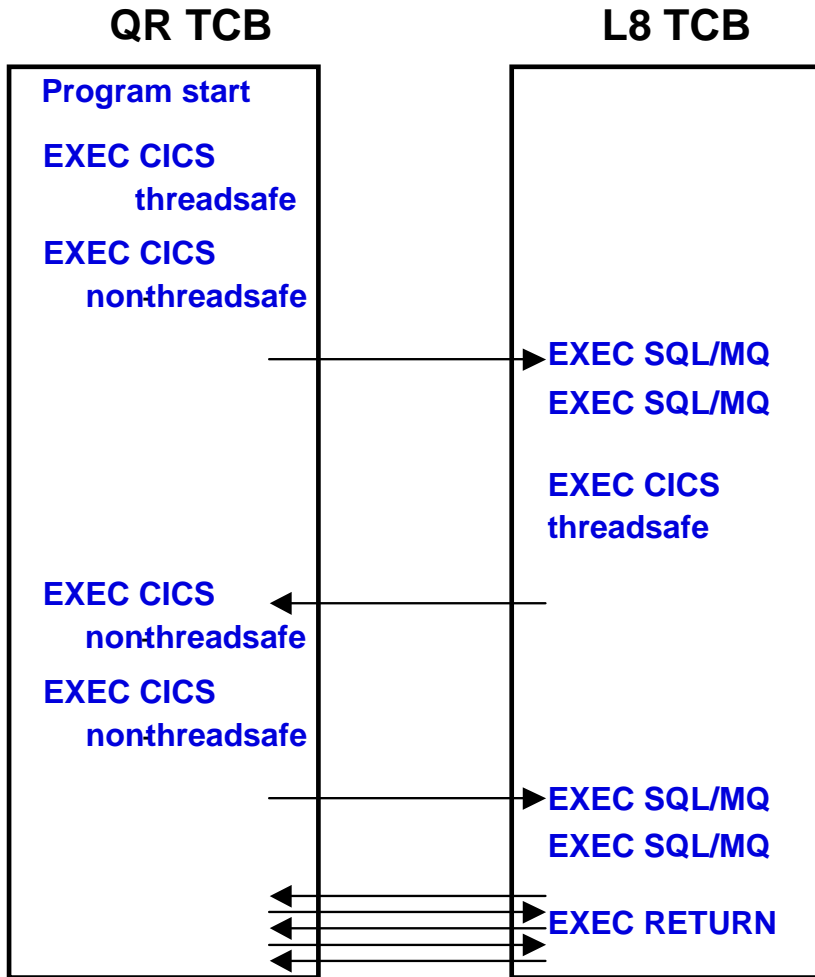 QR TCB
L8 TCB
Program start
EXEC CICS
threadsafe
EXEC CICS
non-threadsafe
EXEC SQL/MQ
EXEC SQL/MQ
EXEC CICS
threadsafe
EXEC CICS
non-threadsafe
EXEC CICS
non-threadsafe
EXEC SQL/MQ
EXEC SQL/MQ
EXEC RETURN